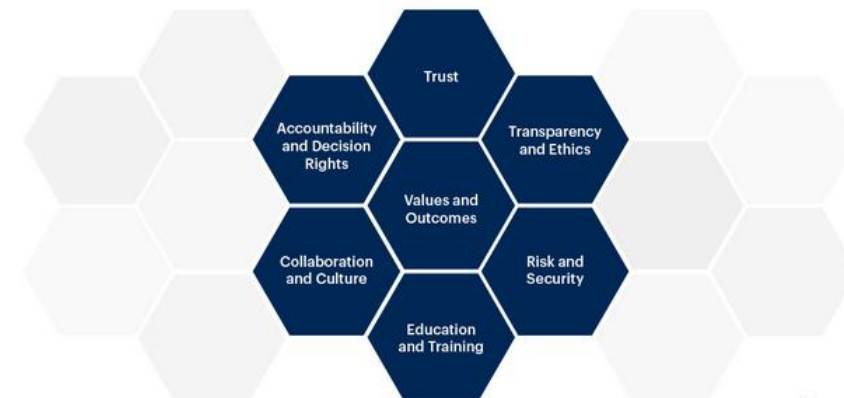 Trust
Accountability
and Decision
Rights
Transparency
and Ethics
Values and
Outcomes
Collaboration
and Culture
Risk and
Security
Education
and Training